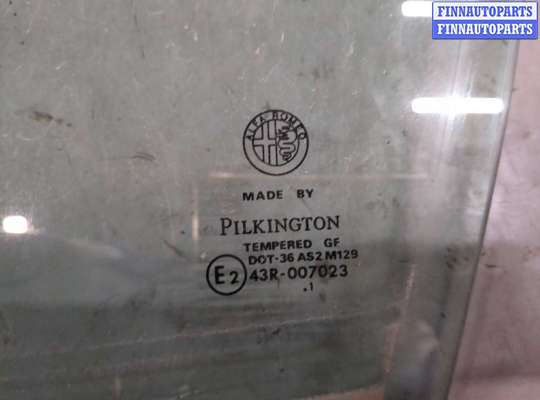 FINNAUTOPARTS
FINNAUTOPARTS
ALFA ROMEO
MADE BY
PILKINGTON
TEMPERED GF
DOT-36 AS2 M129
E2 43R-007023
.1